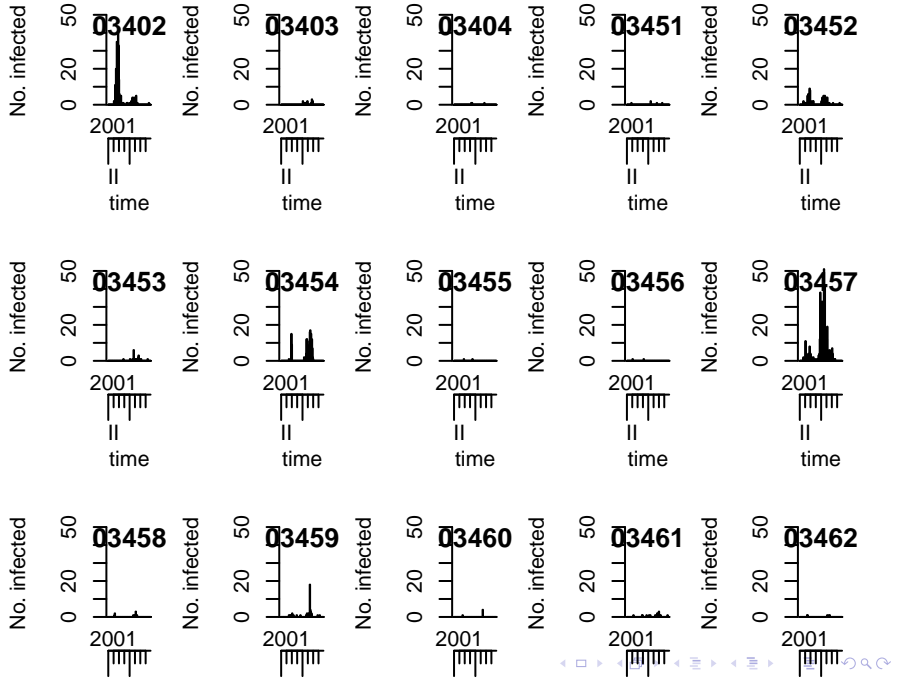 No. infected 0 20 50 03402 2001 II time
No. infected 0 20 50 03403 2001 II time
No. infected 0 20 50 03404 2001 II time
No. infected 0 20 50 03451 2001 II time
No. infected 0 20 50 03452 2001 II time
No. infected 0 20 50 03453 2001 II time
No. infected 0 20 50 03454 2001 II time
No. infected 0 20 50 03455 2001 II time
No. infected 0 20 50 03456 2001 II time
No. infected 0 20 50 03457 2001 II time
No. infected 0 20 50 03458 2001
No. infected 0 20 50 03459 2001
No. infected 0 20 50 03460 2001
No. infected 0 20 50 03461 2001
No. infected 0 20 50 03462 2001